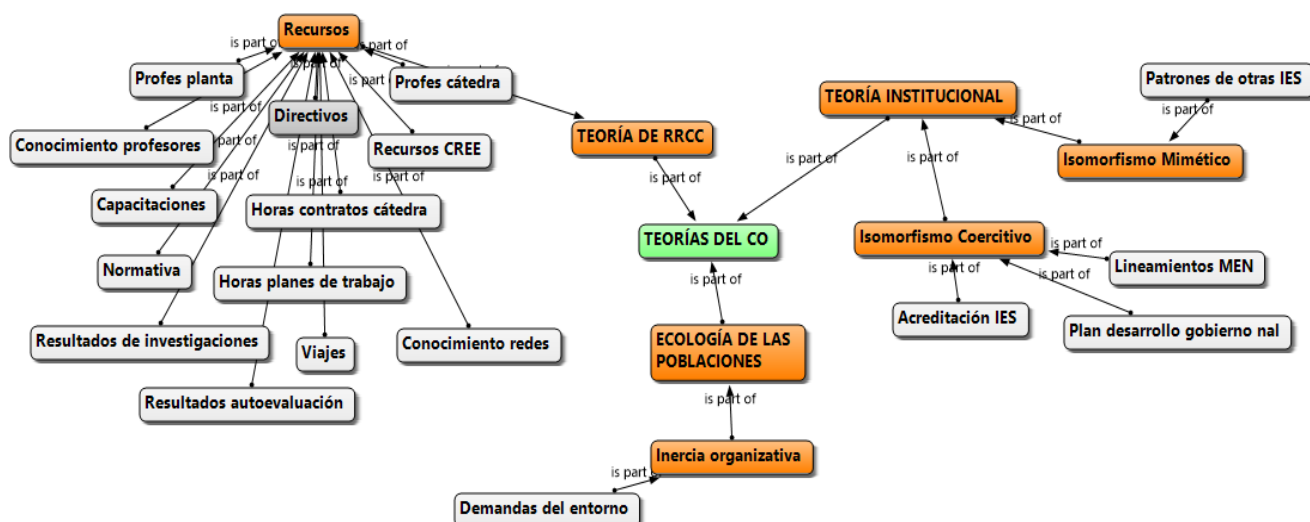 Recursos
is part of
is part of
Profes planta
Profes cátedra
is part of
is part of
is part of
is part of
Patrones de otras IES
TEORÍA INSTITUCIONAL
is part of
is part of
Directivos
is part of
TEORÍA DE RRCC
is part of
Conocimiento profesores
is part of
is part of
Recursos CREE
Isomorfismo Mimético
is part of
is part of
is part of
is part of
is part of
Capacitaciones
Horas contratos cátedra
TEORÍAS DEL CO
Isomorfismo Coercitivo
is part of
Normativa
Horas planes de trabajo
is part of
is part of
Lineamientos MEN
is part of
Acreditación IES
Plan desarrollo gobierno nal
Resultados de investigaciones
Viajes
Conocimiento redes
ECOLOGÍA DE LAS
POBLACIONES
Resultados autoevaluación
is part of
Inercia organizativa
is part of
Demandas del entorno